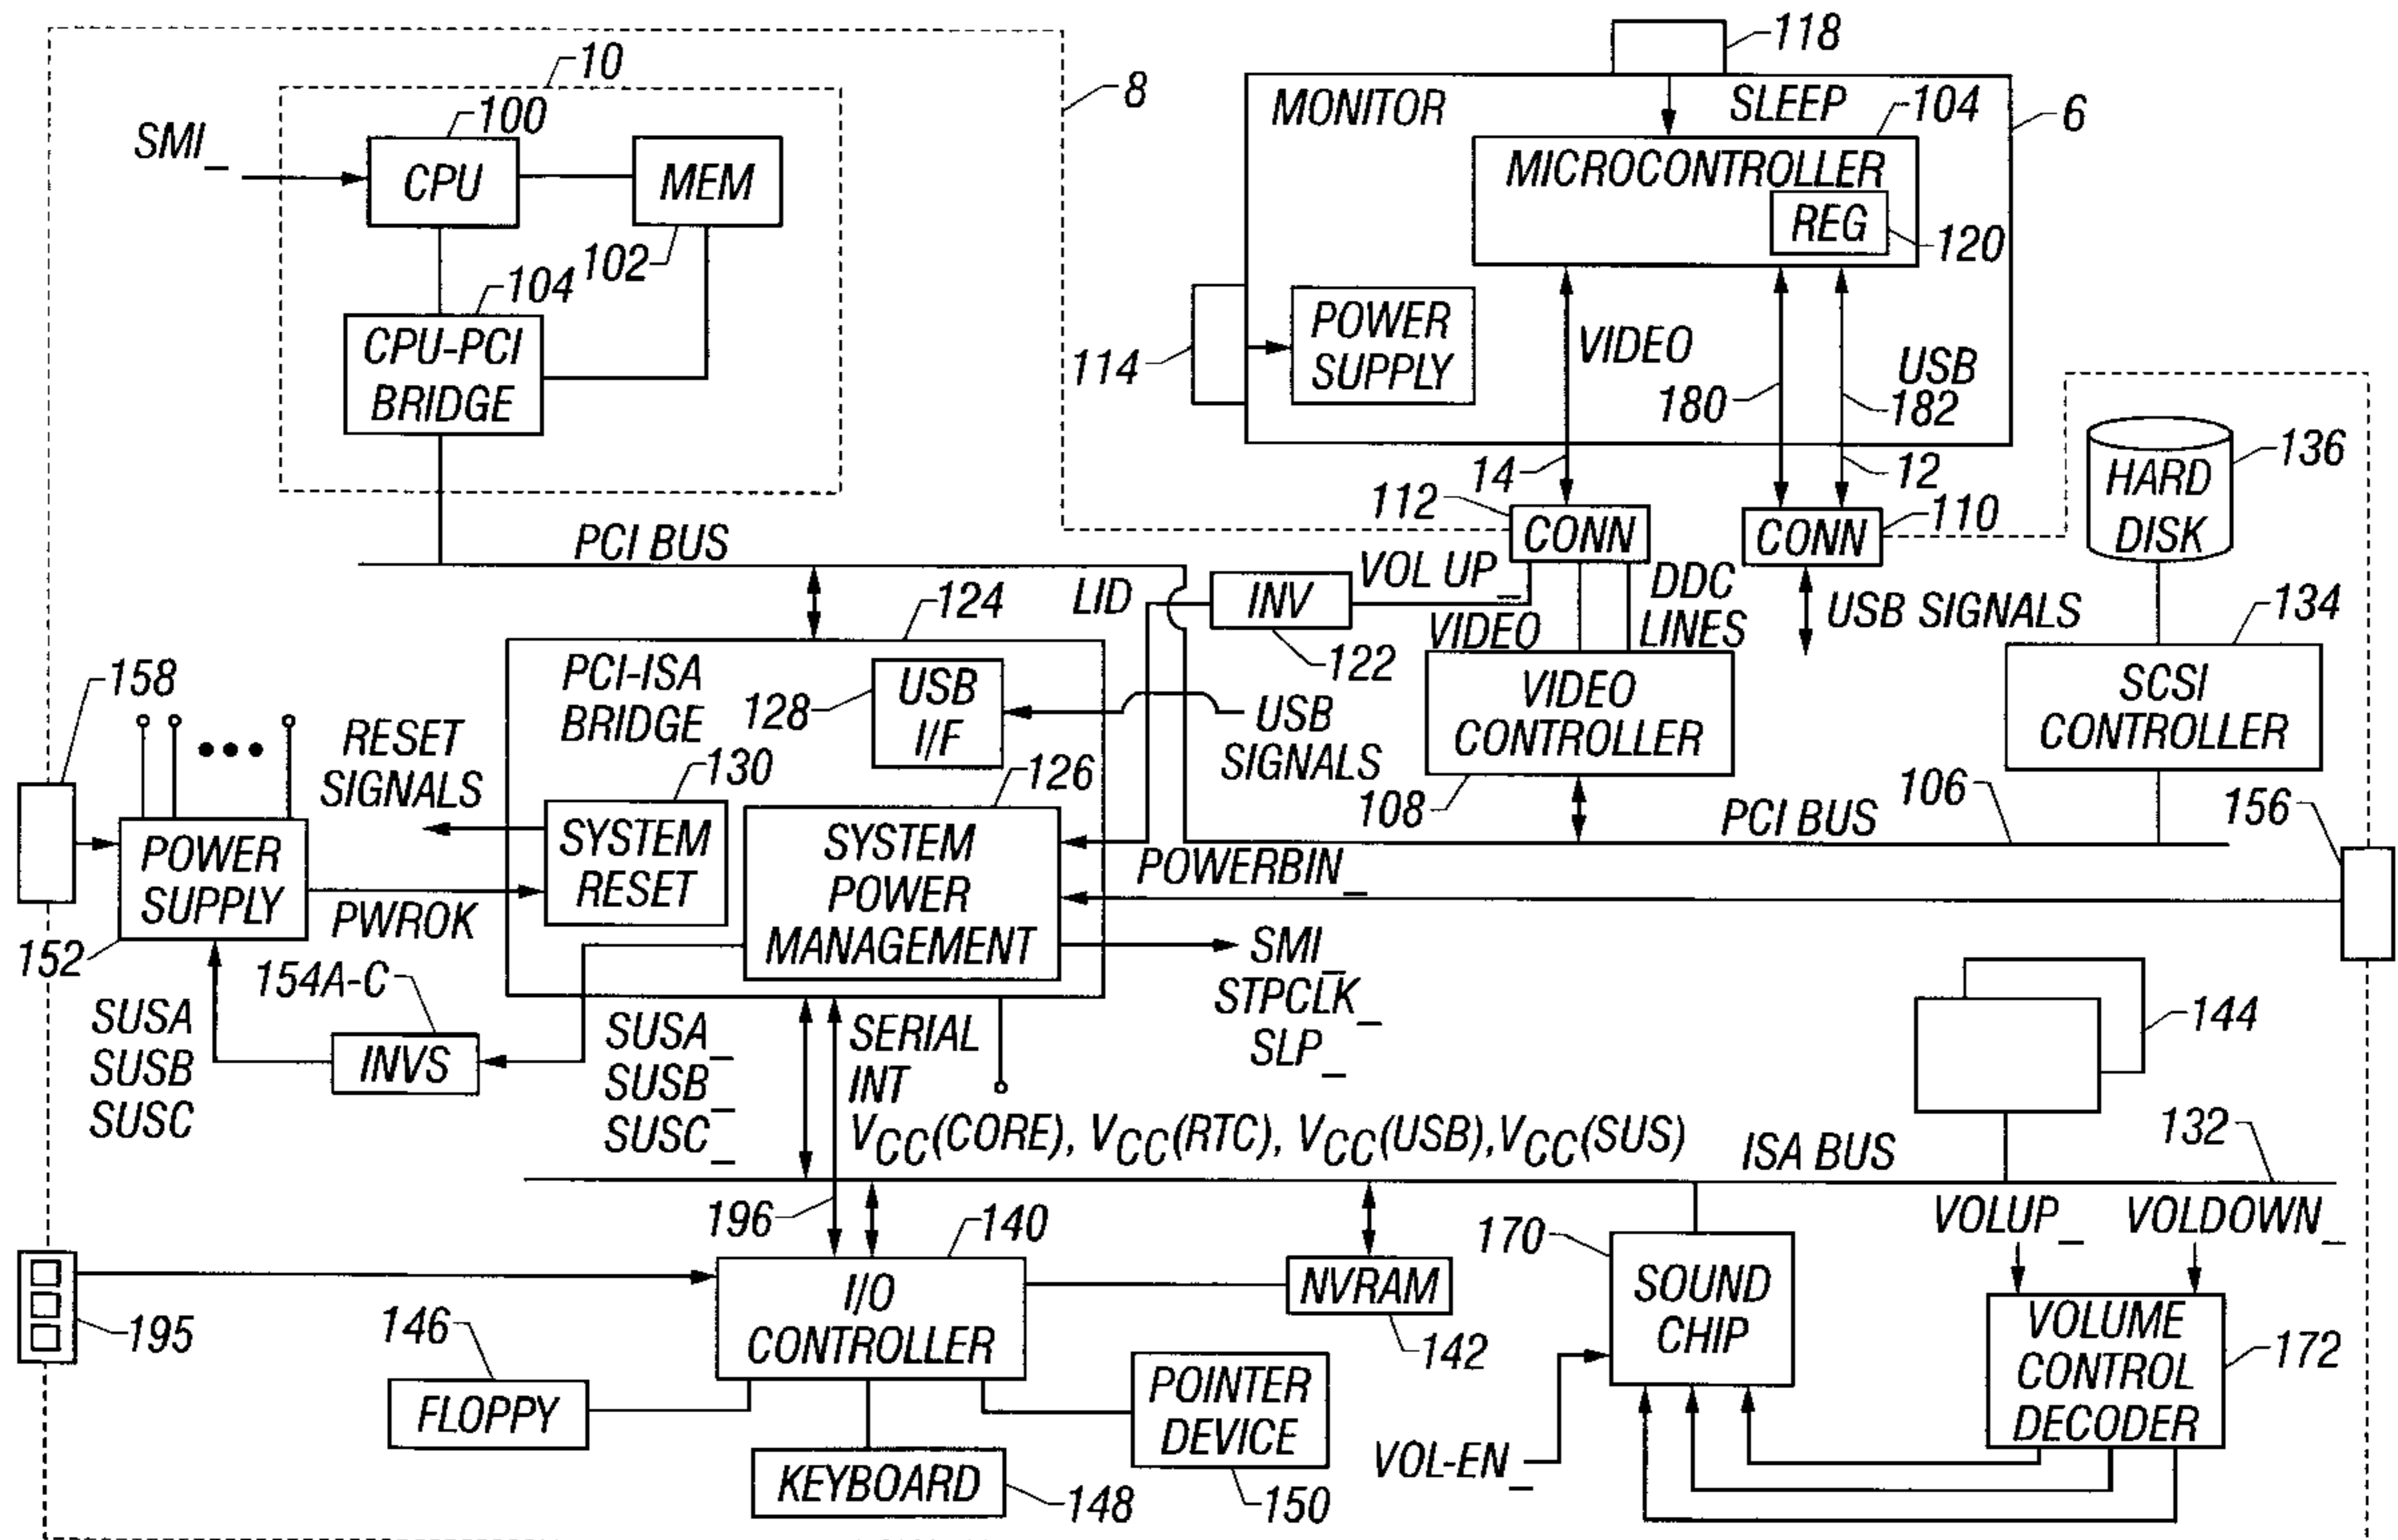 10
8
118
MONITOR
SLEEP
104
6
100
SMI_
CPU
MEM
MICROCONTROLLER
REG
120
102
104
CPU-PCI
BRIDGE
POWER
SUPPLY
114
VIDEO
USB
180
182
14
12
112
CONN
CONN
110
HARD
DISK
136
PCI BUS
LID
INV
VOL UP_
122
VIDEO
DDC
LINES
USB SIGNALS
134
124
PCI-ISA
BRIDGE
USB
I/F
128
USB
SIGNALS
VIDEO
CONTROLLER
108
SCSI
CONTROLLER
158
RESET
SIGNALS
130
126
PCI BUS
106
156
POWER
SUPPLY
152
PWROK
SYSTEM
RESET
SYSTEM
POWER
MANAGEMENT
POWERBIN_
SMI_
STPCLK_
SLP_
154A-C
SUSA
SUSB
SUSC
INVS
SUSA_
SUSB_
SUSC_
SERIAL
INT
VCC(CORE), VCC(RTC), VCC(USB),VCC(SUS)
144
ISA BUS
132
196
140
170
VOLUP_
VOLDOWN_
195
I/O
CONTROLLER
NVRAM
142
SOUND
CHIP
VOLUME
CONTROL
DECODER
172
146
FLOPPY
KEYBOARD
148
POINTER
DEVICE
150
VOL-EN_